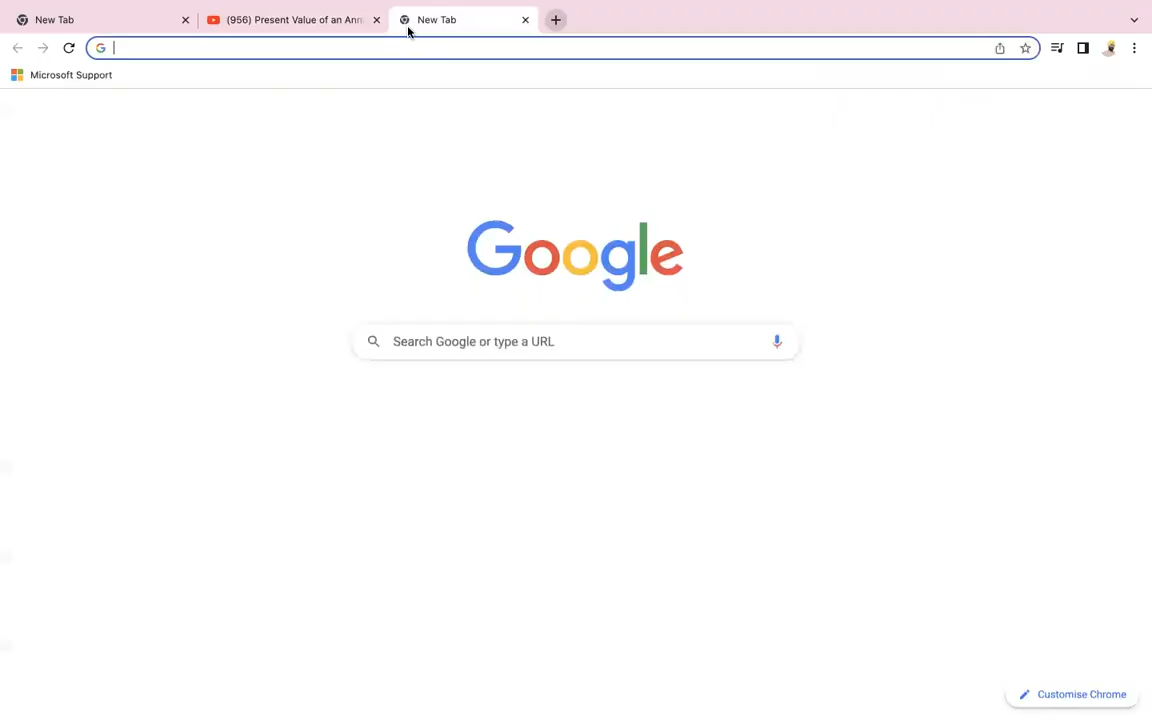 New Tab
(956) Present Value of an Ann
New Tab
Microsoft Support
Google
Search Google or type a URL
Customise Chrome